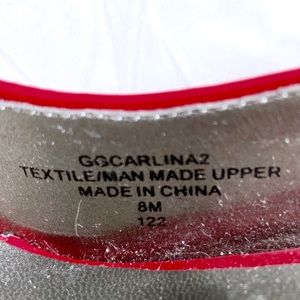 GGCARLINA2
TEXTILE/MAN MADE UPPER
MADE IN CHINA
8M
122